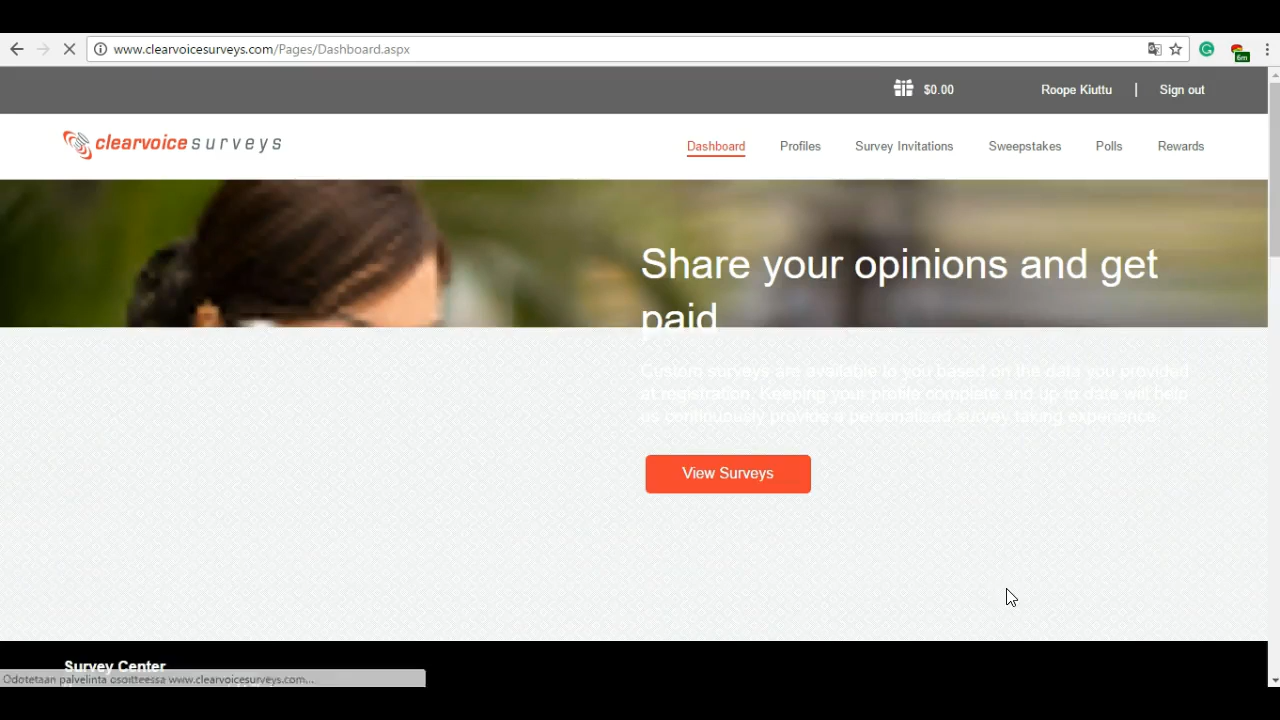 www.clearvoicesurveys.com/Pages/Dashboard.aspx
6m
$0.00
Roope Kiuttu | Sign out
clearvoice surveys
Dashboard
Profiles
Survey Invitations
Sweepstakes
Polls
Rewards
Share your opinions and get
paid
Custom surveys are available to you based on the data you provided
at registration. Keeping your profile complete and up to date will help
us continuously provide a personalized survey taking experience.
View Surveys
Survey Center
Odotetaan palvelinta osoitteessa www.clearvoicesurveys.com...